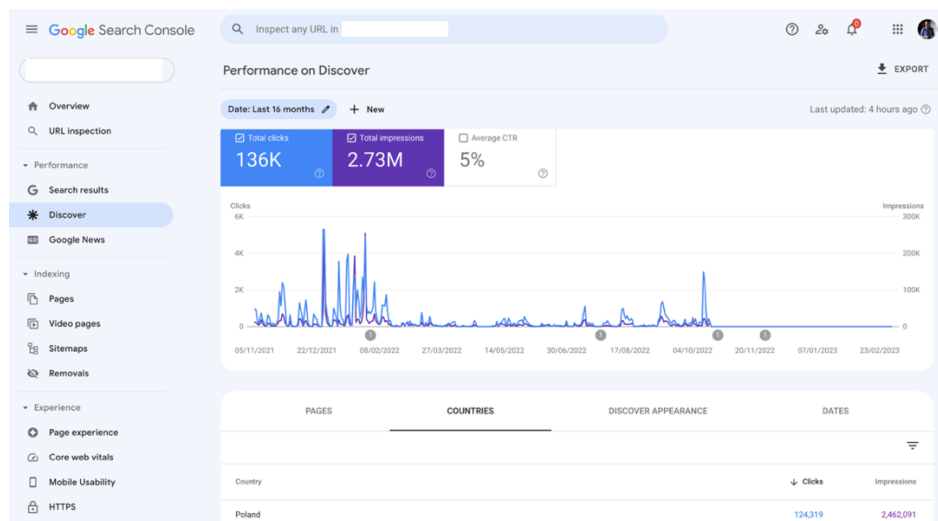 Google Search Console
Inspect any URL in
0
Performance on Discover
EXPORT
Date: Last 16 months
New
Last updated: 4 hours ago
Overview
URL inspection
Performance
Search results
Discover
Google News
Indexing
Pages
Video pages
Sitemaps
Removals
Experience
Page experience
Core web vitals
Mobile Usability
HTTPS
Total clicks
136K
Total impressions
2.73M
Average CTR
5%
Clicks
Impressions
6K
300K
4K
200K
2K
100K
0
0
1
1
1
1
05/11/2021 22/12/2021 08/02/2022 27/03/2022 14/05/2022 30/06/2022 17/08/2022 04/10/2022 20/11/2022 07/01/2023 23/02/2023
PAGES COUNTRIES DISCOVER APPEARANCE DATES
Country Clicks Impressions
Poland 124,319 2,462,091